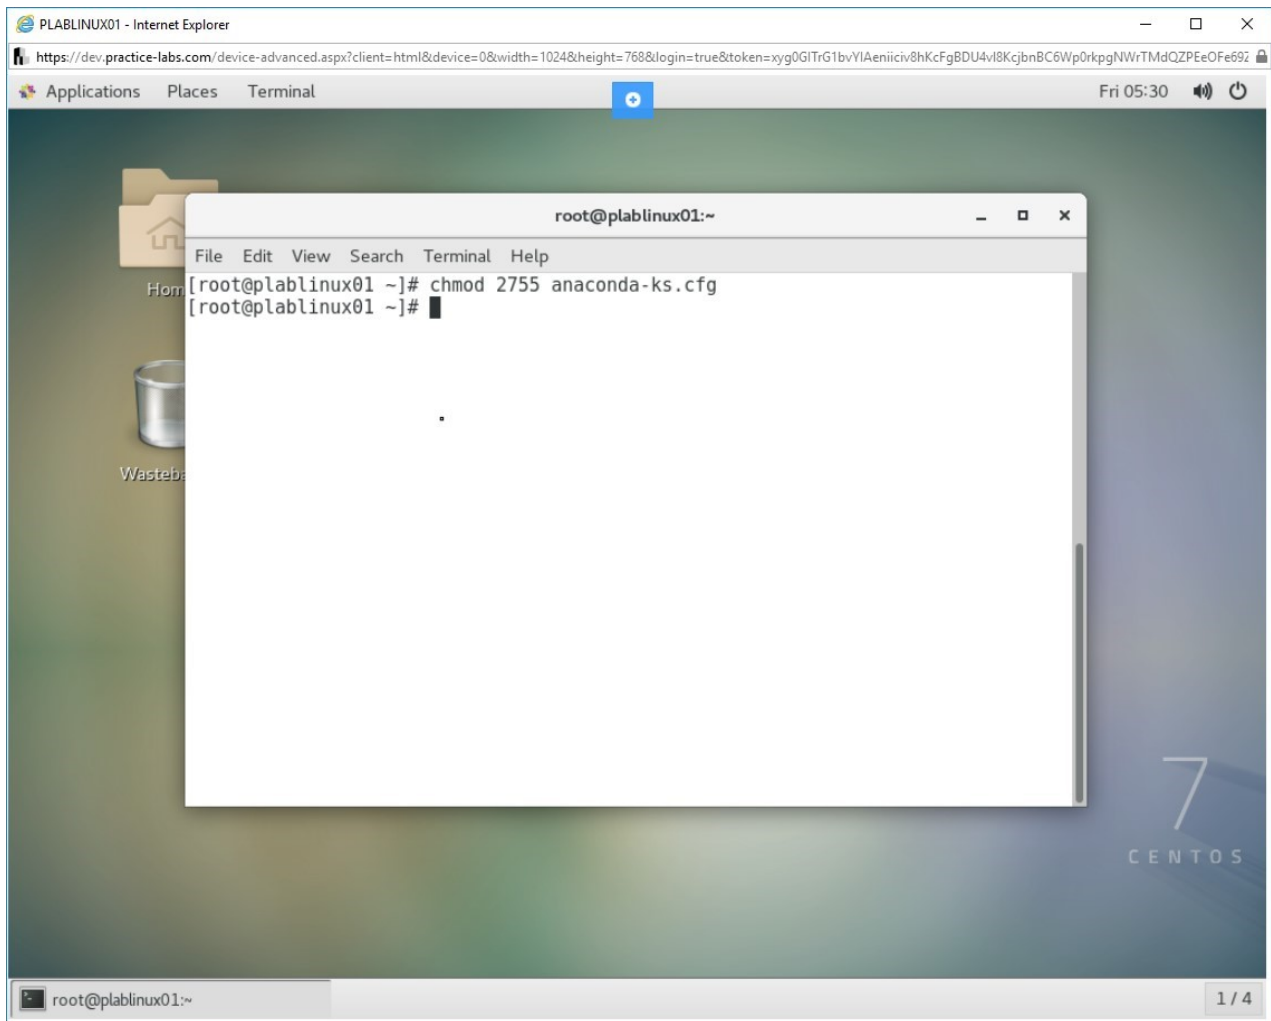 PLABLINUX01 - Internet Explorer
https://dev.practice-labs.com/device-advanced.aspx?client=html&device=0&width=1024&height=768&login=true&token=
Applications Places Terminal Fri 05:30
root@plablinux01:~
File Edit View Search Terminal Help
[root@plablinux01 ~]# chmod 2755 anaconda-ks.cfg
[root@plablinux01 ~]#
Hom
Wasteb
7
CENTOS
root@plablinux01:~ 1 / 4